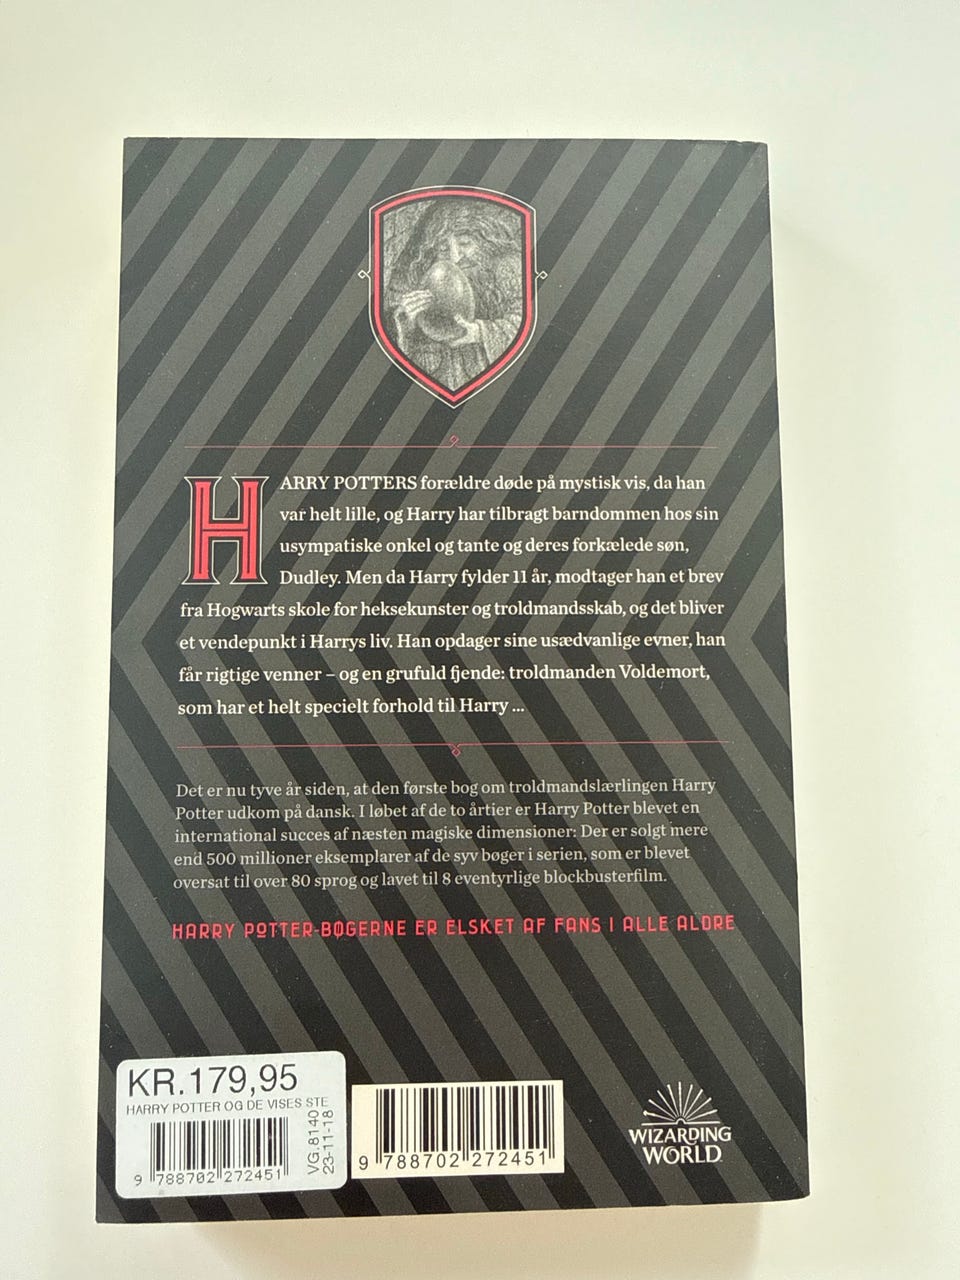 HARRY POTTERS forældre døde på mystisk vis, da han
var helt lille, og Harry har tilbragt barndommen hos sin
usympatiske onkel og tante og deres forkælede søn,
Dudley. Men da Harry fylder 11 år, modtager han et brev
fra Hogwarts skole for heksekunster og troldmandsskab, og det bliver
et vendepunkt i Harrys liv. Han opdager sine usædvanlige evner, han
får rigtige venner – og en grufuld fjende: troldmanden Voldemort,
som har et helt specielt forhold til Harry ...
Det er nu tyve år siden, at den første bog om troldmandslærlingen Harry
Potter udkom på dansk. I løbet af de to årtier er Harry Potter blevet en
international succes af næsten magiske dimensioner: Der er solgt mere
end 500 millioner eksemplarer af de syv bøger i serien, som er blevet
oversat til over 80 sprog og lavet til 8 eventyrlige blockbusterfilm.
HARRY POTTER-BØGERNE ER ELSKET AF FANS I ALLE ALDRE
KR.179,95
HARRY POTTER OG DE VISES STE
9 788702 272451
VG.8140
23-11-18
9 788702 272451
WIZARDING
WORLD